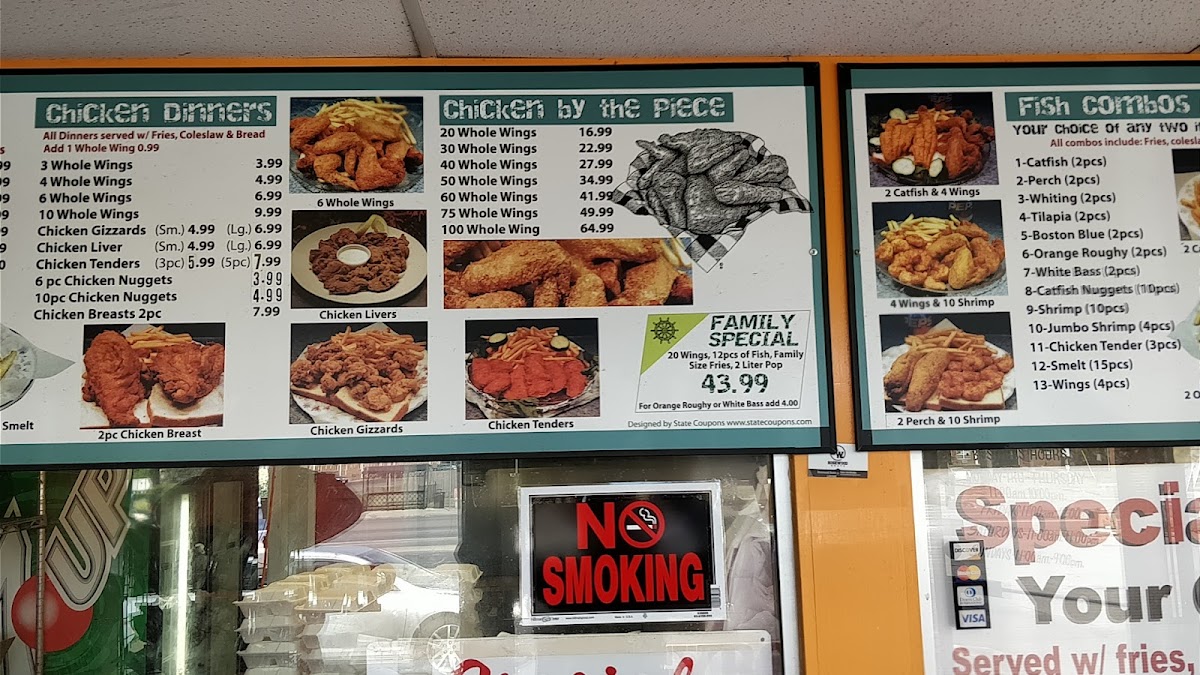 Smelt
Chicken Dinners
All Dinners served w/ Fries, Coleslaw & Bread
Add 1 Whole Wing 0.99
3 Whole Wings 3.99
4 Whole Wings 4.99
6 Whole Wings 6.99
10 Whole Wings 9.99
Chicken Gizzards (Sm.) 4.99 (Lg.) 6.99
Chicken Liver (Sm.) 4.99 (Lg.) 6.99
Chicken Tenders (3pc) 5.99 (5pc) 7.99
6 pc Chicken Nuggets 3.99
10pc Chicken Nuggets 4.99
Chicken Breasts 2pc 7.99
2pc Chicken Breast
6 Whole Wings
Chicken Livers
Chicken Gizzards
Chicken by the Piece
20 Whole Wings 16.99
30 Whole Wings 22.99
40 Whole Wings 27.99
50 Whole Wings 34.99
60 Whole Wings 41.99
75 Whole Wings 49.99
100 Whole Wing 64.99
Chicken Tenders
FAMILY
SPECIAL
20 Wings, 12pcs of Fish, Family
Size Fries, 2 Liter Pop
43.99
For Orange Roughy or White Bass add 4.00
Designed by State Coupons www.statecoupons.com
2 Catfish & 4 Wings
4 Wings & 10 Shrimp
2 Perch & 10 Shrimp
Fish Combos
Your choice of any two
All combos include: Fries,
1-Catfish (2pcs)
2-Perch (2pcs)
3-Whiting (2pcs)
4-Tilapia (2pcs)
5-Boston Blue (2pcs)
6-Orange Roughy (2pcs)
7-White Bass (2pcs)
8-Catfish Nuggets (10pcs)
9-Shrimp (10pcs)
10-Jumbo Shrimp (4pcs)
11-Chicken Tender (3pcs)
12-Smelt (15pcs)
13-Wings (4pcs)
UP
NO
SMOKING
DISCOVER
VISA
Your
Served w/ fries,